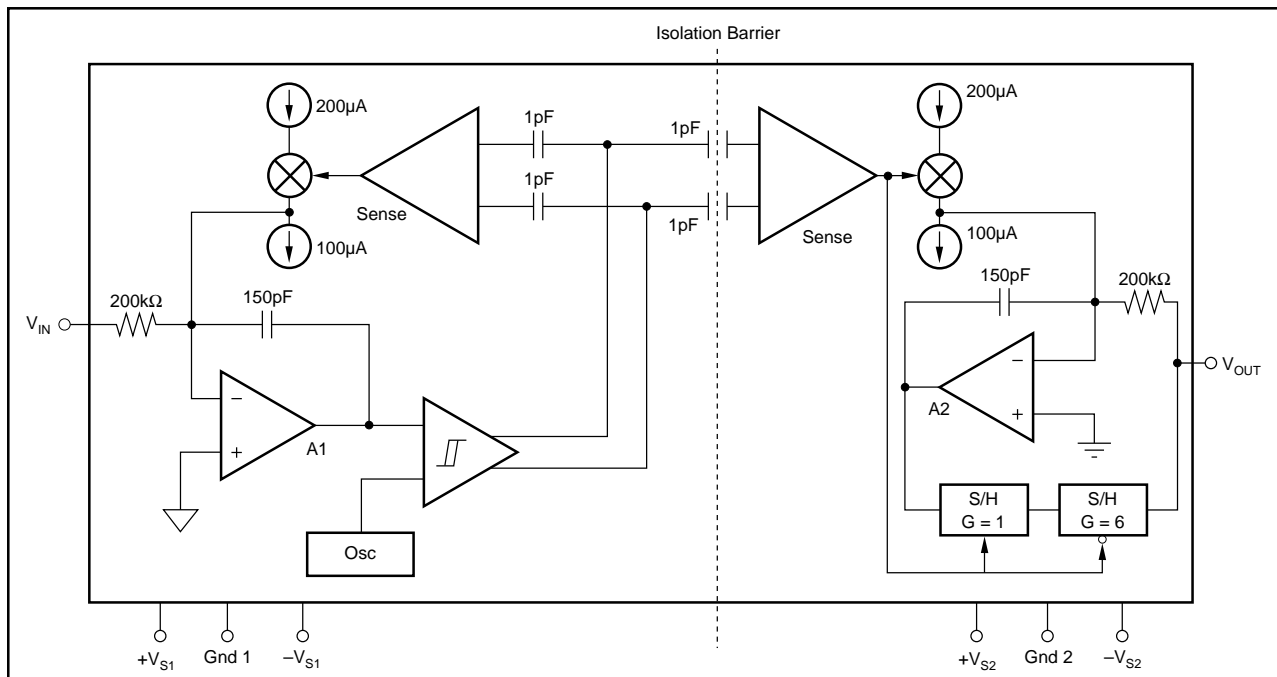 Isolation Barrier
200µA
200µA
1pF
1pF
1pF
1pF
Sense
Sense
100µA
100µA
150pF
150pF
200kΩ
200kΩ
V_IN
V_OUT
−
+
A1
−
+
A2
S/H
G = 1
S/H
G = 6
Osc
+V_S1
Gnd 1
−V_S1
+V_S2
Gnd 2
−V_S2